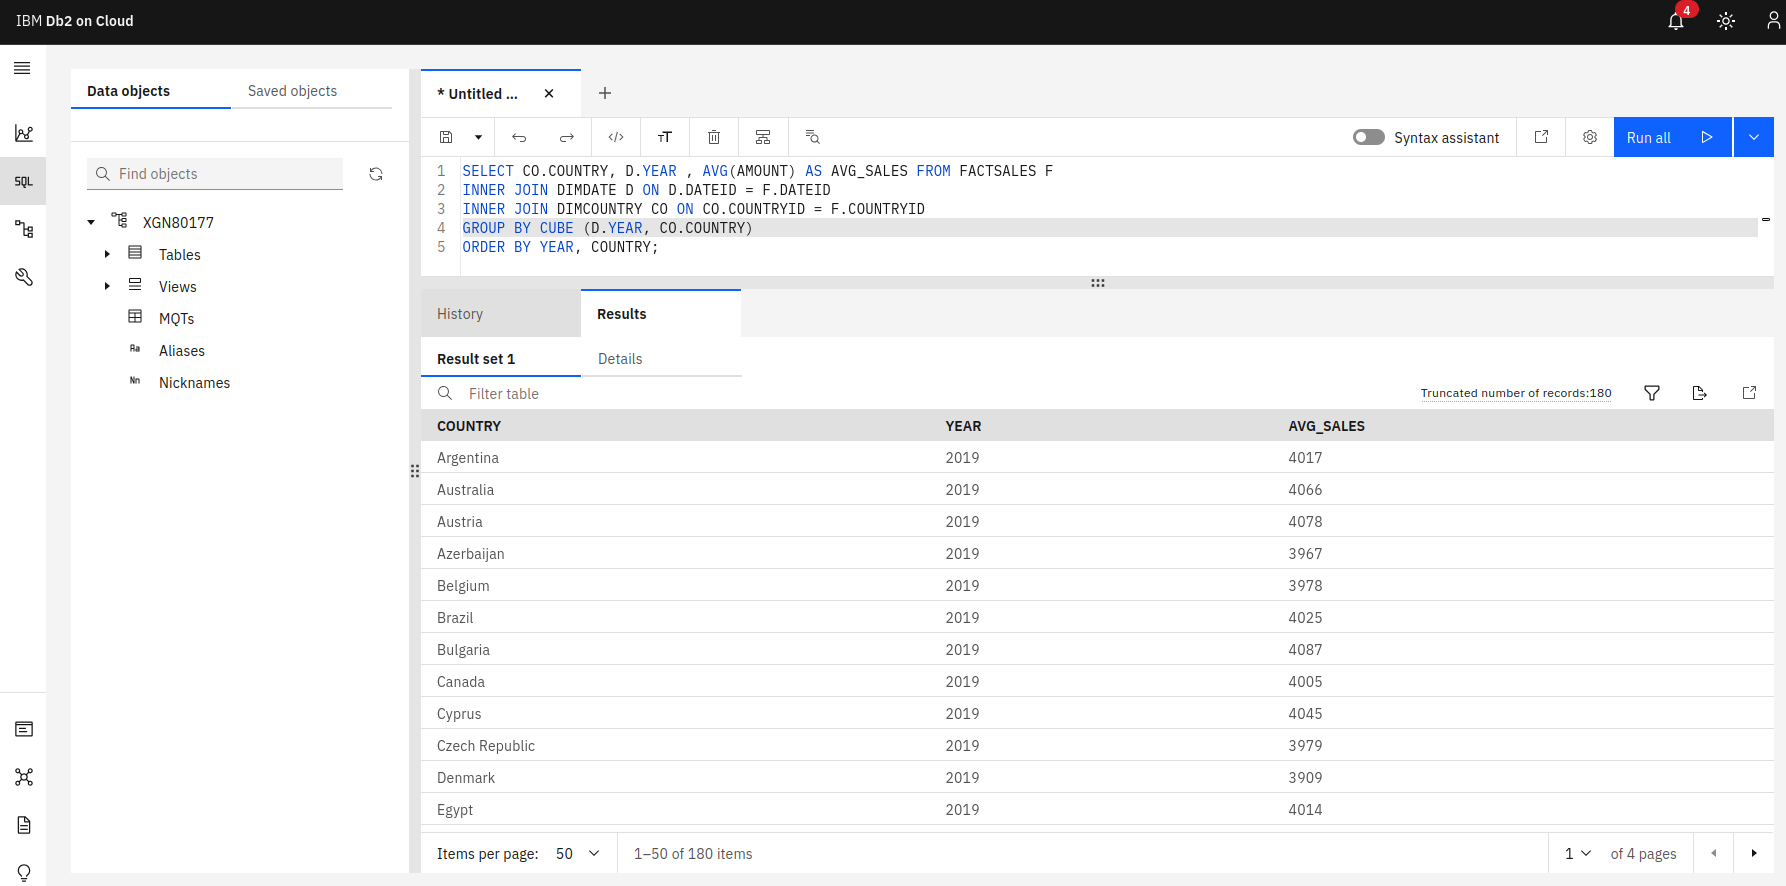 IBM Db2 on Cloud
4
Data objects
Saved objects
* Untitled ...
Find objects
XGN80177
Tables
Views
MQTs
Aa
Aliases
Nn
Nicknames
SQL
Syntax assistant
Run all
1 SELECT CO.COUNTRY, D.YEAR , AVG(AMOUNT) AS AVG_SALES FROM FACTSALES F
2 INNER JOIN DIMDATE D ON D.DATEID = F.DATEID
3 INNER JOIN DIMCOUNTRY CO ON CO.COUNTRYID = F.COUNTRYID
4 GROUP BY CUBE (D.YEAR, CO.COUNTRY)
5 ORDER BY YEAR, COUNTRY;
History
Results
Result set 1
Details
Filter table
Truncated number of records:180
COUNTRY YEAR AVG_SALES
Argentina 2019 4017
Australia 2019 4066
Austria 2019 4078
Azerbaijan 2019 3967
Belgium 2019 3978
Brazil 2019 4025
Bulgaria 2019 4087
Canada 2019 4005
Cyprus 2019 4045
Czech Republic 2019 3979
Denmark 2019 3909
Egypt 2019 4014
Items per page: 50
1–50 of 180 items
1 of 4 pages